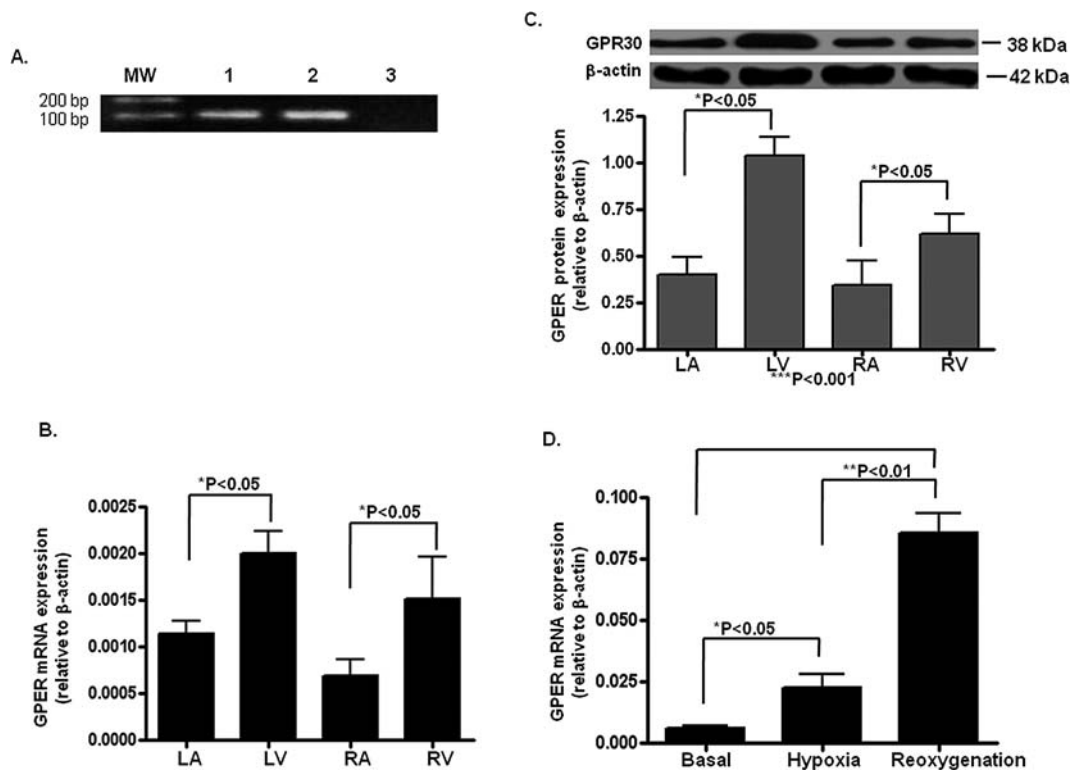 A.
MW 1 2 3
200 bp
100 bp
C.
GPR30
38 kDa
β-actin
42 kDa
*P<0.05
*P<0.05
GPER protein expression
(relative to β-actin)
1.25
1.00
0.75
0.50
0.25
0.00
LA LV RA RV
***P<0.001
B.
*P<0.05
*P<0.05
GPER mRNA expression
(relative to β-actin)
0.0025
0.0020
0.0015
0.0010
0.0005
0.0000
LA LV RA RV
D.
**P<0.01
*P<0.05
GPER mRNA expression
(relative to β-actin)
0.100
0.075
0.050
0.025
0.000
Basal Hypoxia Reoxygenation